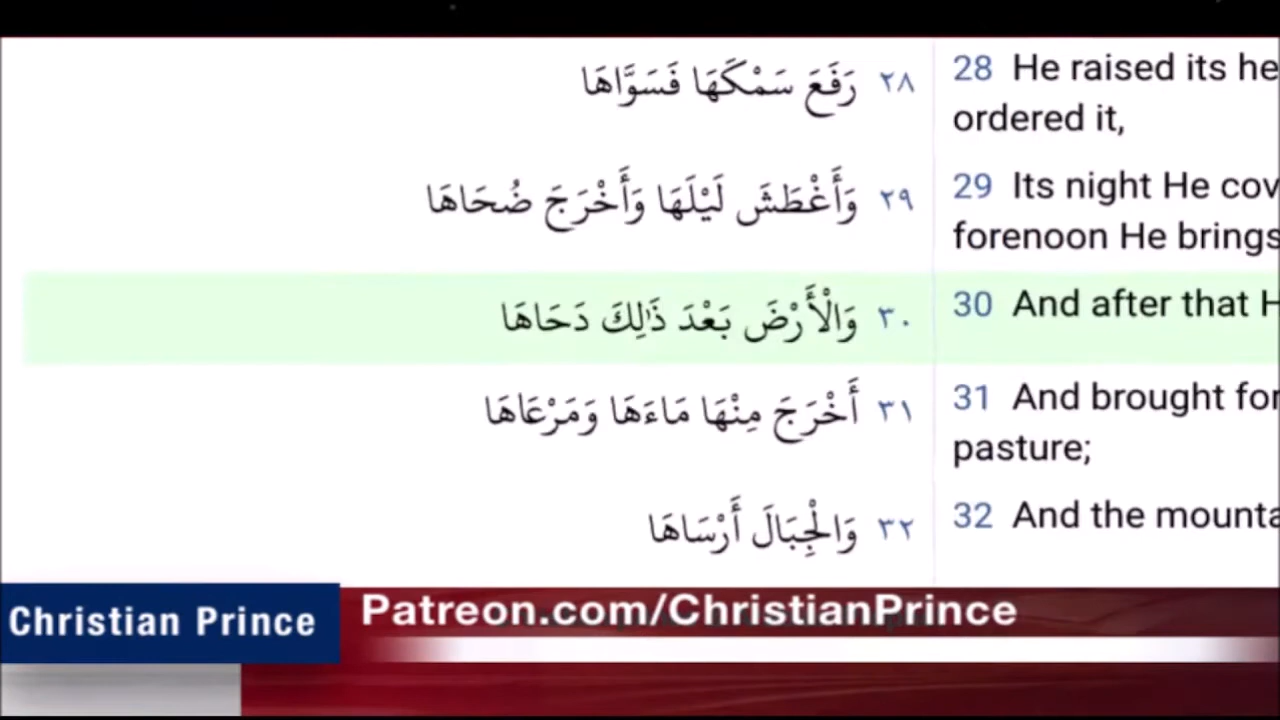 ٢٨ رَفَعَ سَمْكَهَا فَسَوَّاهَا
28 He raised its he
ordered it,
٢٩ وَأَغْطَشَ لَيْلَهَا وَأَخْرَجَ ضُحَاهَا
29 Its night He cov
forenoon He brings
٣٠ وَالْأَرْضَ بَعْدَ ذَٰلِكَ دَحَاهَا
30 And after that H
٣١ أَخْرَجَ مِنْهَا مَاءَهَا وَمَرْعَاهَا
31 And brought for
pasture;
٣٢ وَالْجِبَالَ أَرْسَاهَا
32 And the mounta
Christian Prince
Patreon.com/ChristianPrince